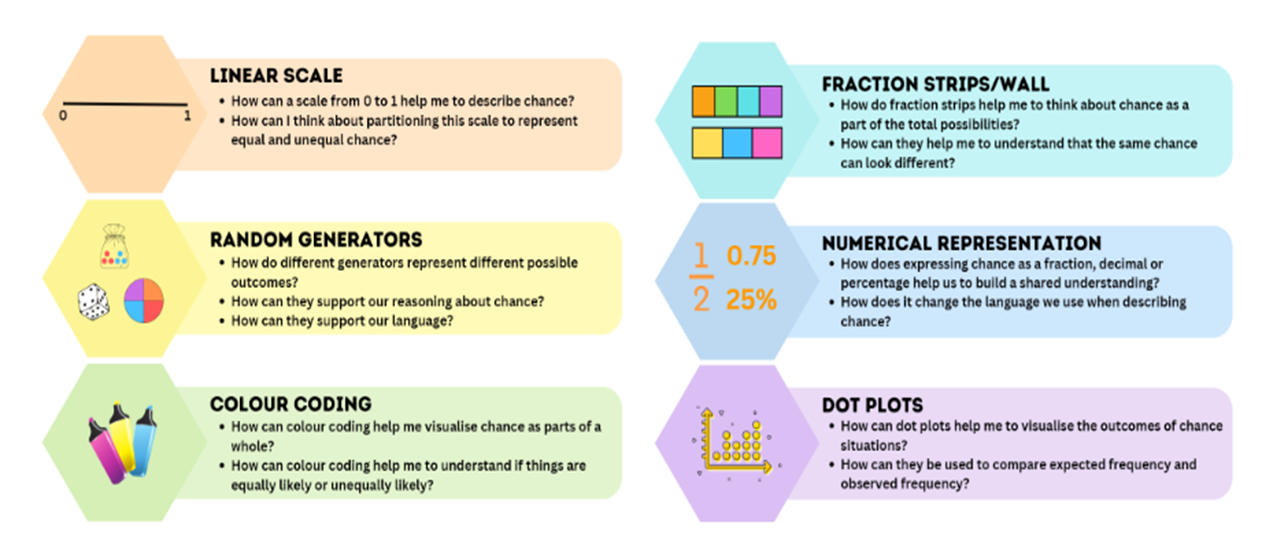 LINEAR SCALE
0 1
• How can a scale from 0 to 1 help me to describe chance?
• How can I think about partitioning this scale to represent
equal and unequal chance?
RANDOM GENERATORS
• How do different generators represent different possible
outcomes?
• How can they support our reasoning about chance?
• How can they support our language?
COLOUR CODING
• How can colour coding help me visualise chance as parts of a
whole?
• How can colour coding help me to understand if things are
equally likely or unequally likely?
FRACTION STRIPS/WALL
• How do fraction strips help me to think about chance as a
part of the total possibilities?
• How can they help me to understand that the same chance
can look different?
1/2 0.75
25%
NUMERICAL REPRESENTATION
• How does expressing chance as a fraction, decimal or
percentage help us to build a shared understanding?
• How does it change the language we use when describing
chance?
DOT PLOTS
• How can dot plots help me to visualise the outcomes of chance
situations?
• How can they be used to compare expected frequency and
observed frequency?